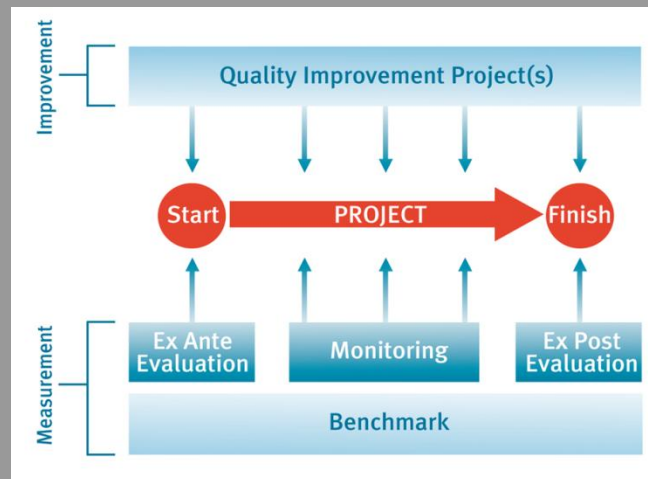 Improvement
Quality Improvement Project(s)
Start
PROJECT
Finish
Measurement
Ex Ante
Evaluation
Monitoring
Ex Post
Evaluation
Benchmark